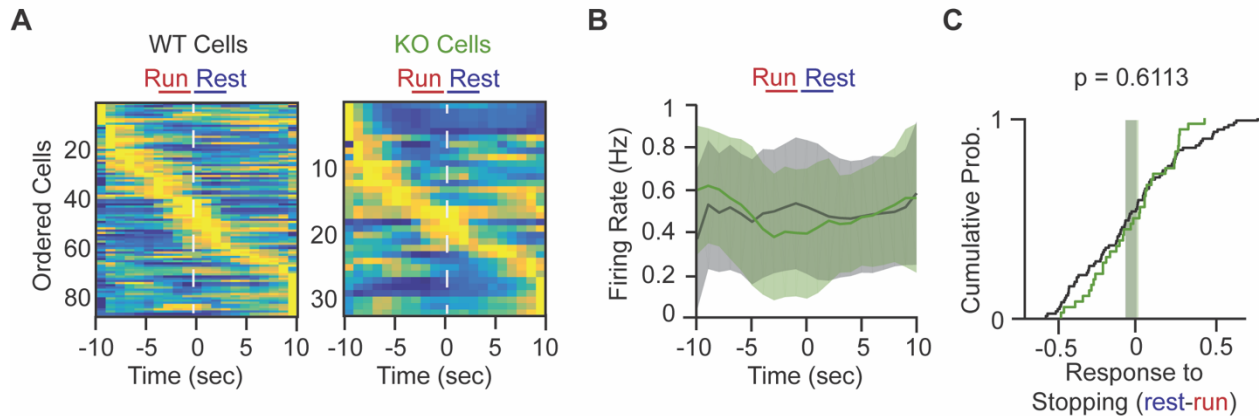 A
WT Cells
Run Rest
Ordered Cells
20
40
60
80
-10 -5 0 5 10
Time (sec)
KO Cells
Run Rest
10
20
30
-10 -5 0 5 10
Time (sec)
B
Run Rest
Firing Rate (Hz)
1
0.8
0.6
0.4
0.2
0
-10 -5 0 5 10
Time (sec)
C
p = 0.6113
Cumulative Prob.
1
0
-0.5 0 0.5
Response to
Stopping (rest-run)